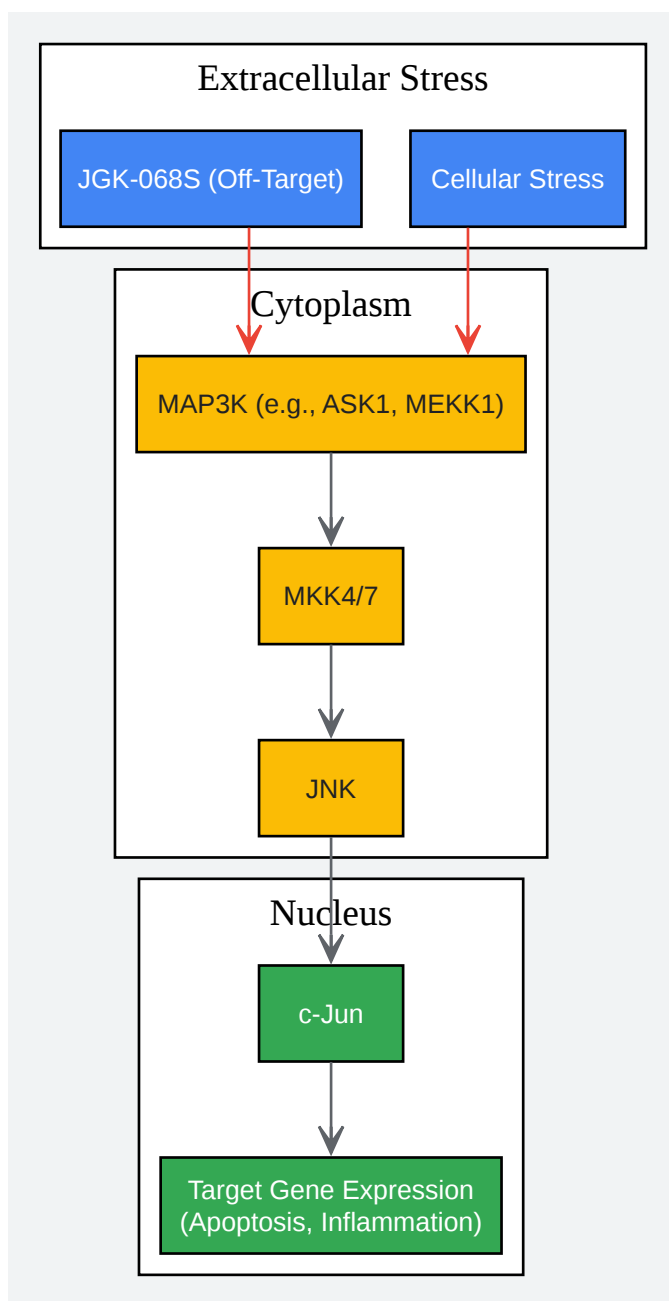 Extracellular Stress
JGK-068S (Off-Target)
Cellular Stress
Cytoplasm
MAP3K (e.g., ASK1, MEKK1)
MKK4/7
JNK
Nucleus
c-Jun
Target Gene Expression
(Apoptosis, Inflammation)